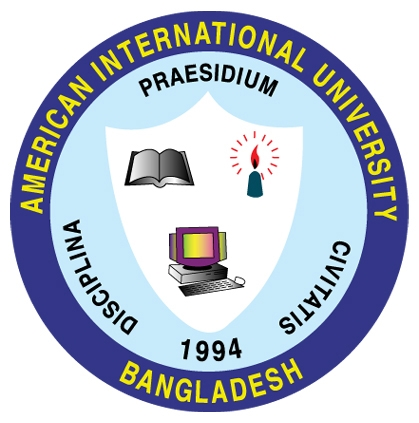 AMERICAN INTERNATIONAL UNIVERSITY
PRAESIDIUM
DISCIPLINA
CIVITATIS
1994
BANGLADESH